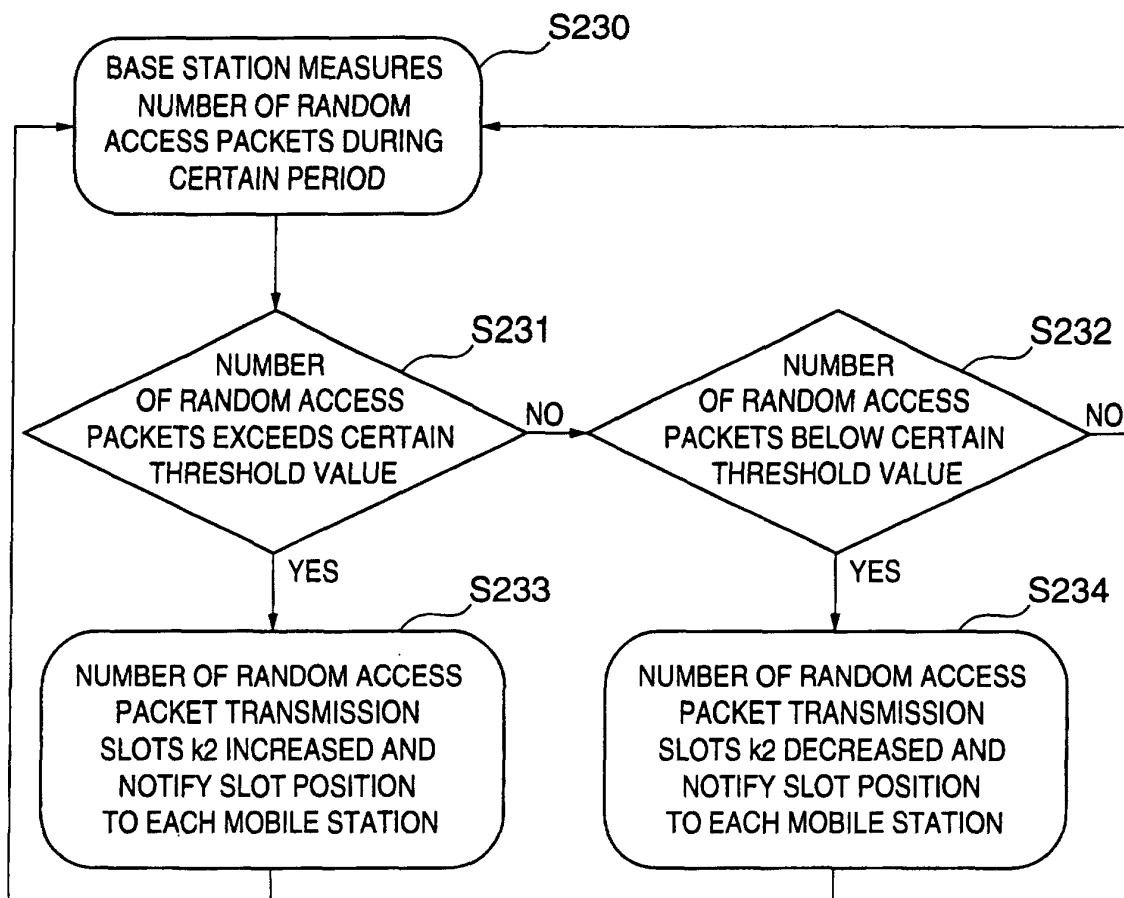 S230
BASE STATION MEASURES
NUMBER OF RANDOM
ACCESS PACKETS DURING
CERTAIN PERIOD
S231
NUMBER
OF RANDOM ACCESS
PACKETS EXCEEDS CERTAIN
THRESHOLD VALUE
NO
YES
S232
NUMBER
OF RANDOM ACCESS
PACKETS BELOW CERTAIN
THRESHOLD VALUE
NO
YES
S233
NUMBER OF RANDOM ACCESS
PACKET TRANSMISSION
SLOTS k2 INCREASED AND
NOTIFY SLOT POSITION
TO EACH MOBILE STATION
S234
NUMBER OF RANDOM ACCESS
PACKET TRANSMISSION
SLOTS k2 DECREASED AND
NOTIFY SLOT POSITION
TO EACH MOBILE STATION